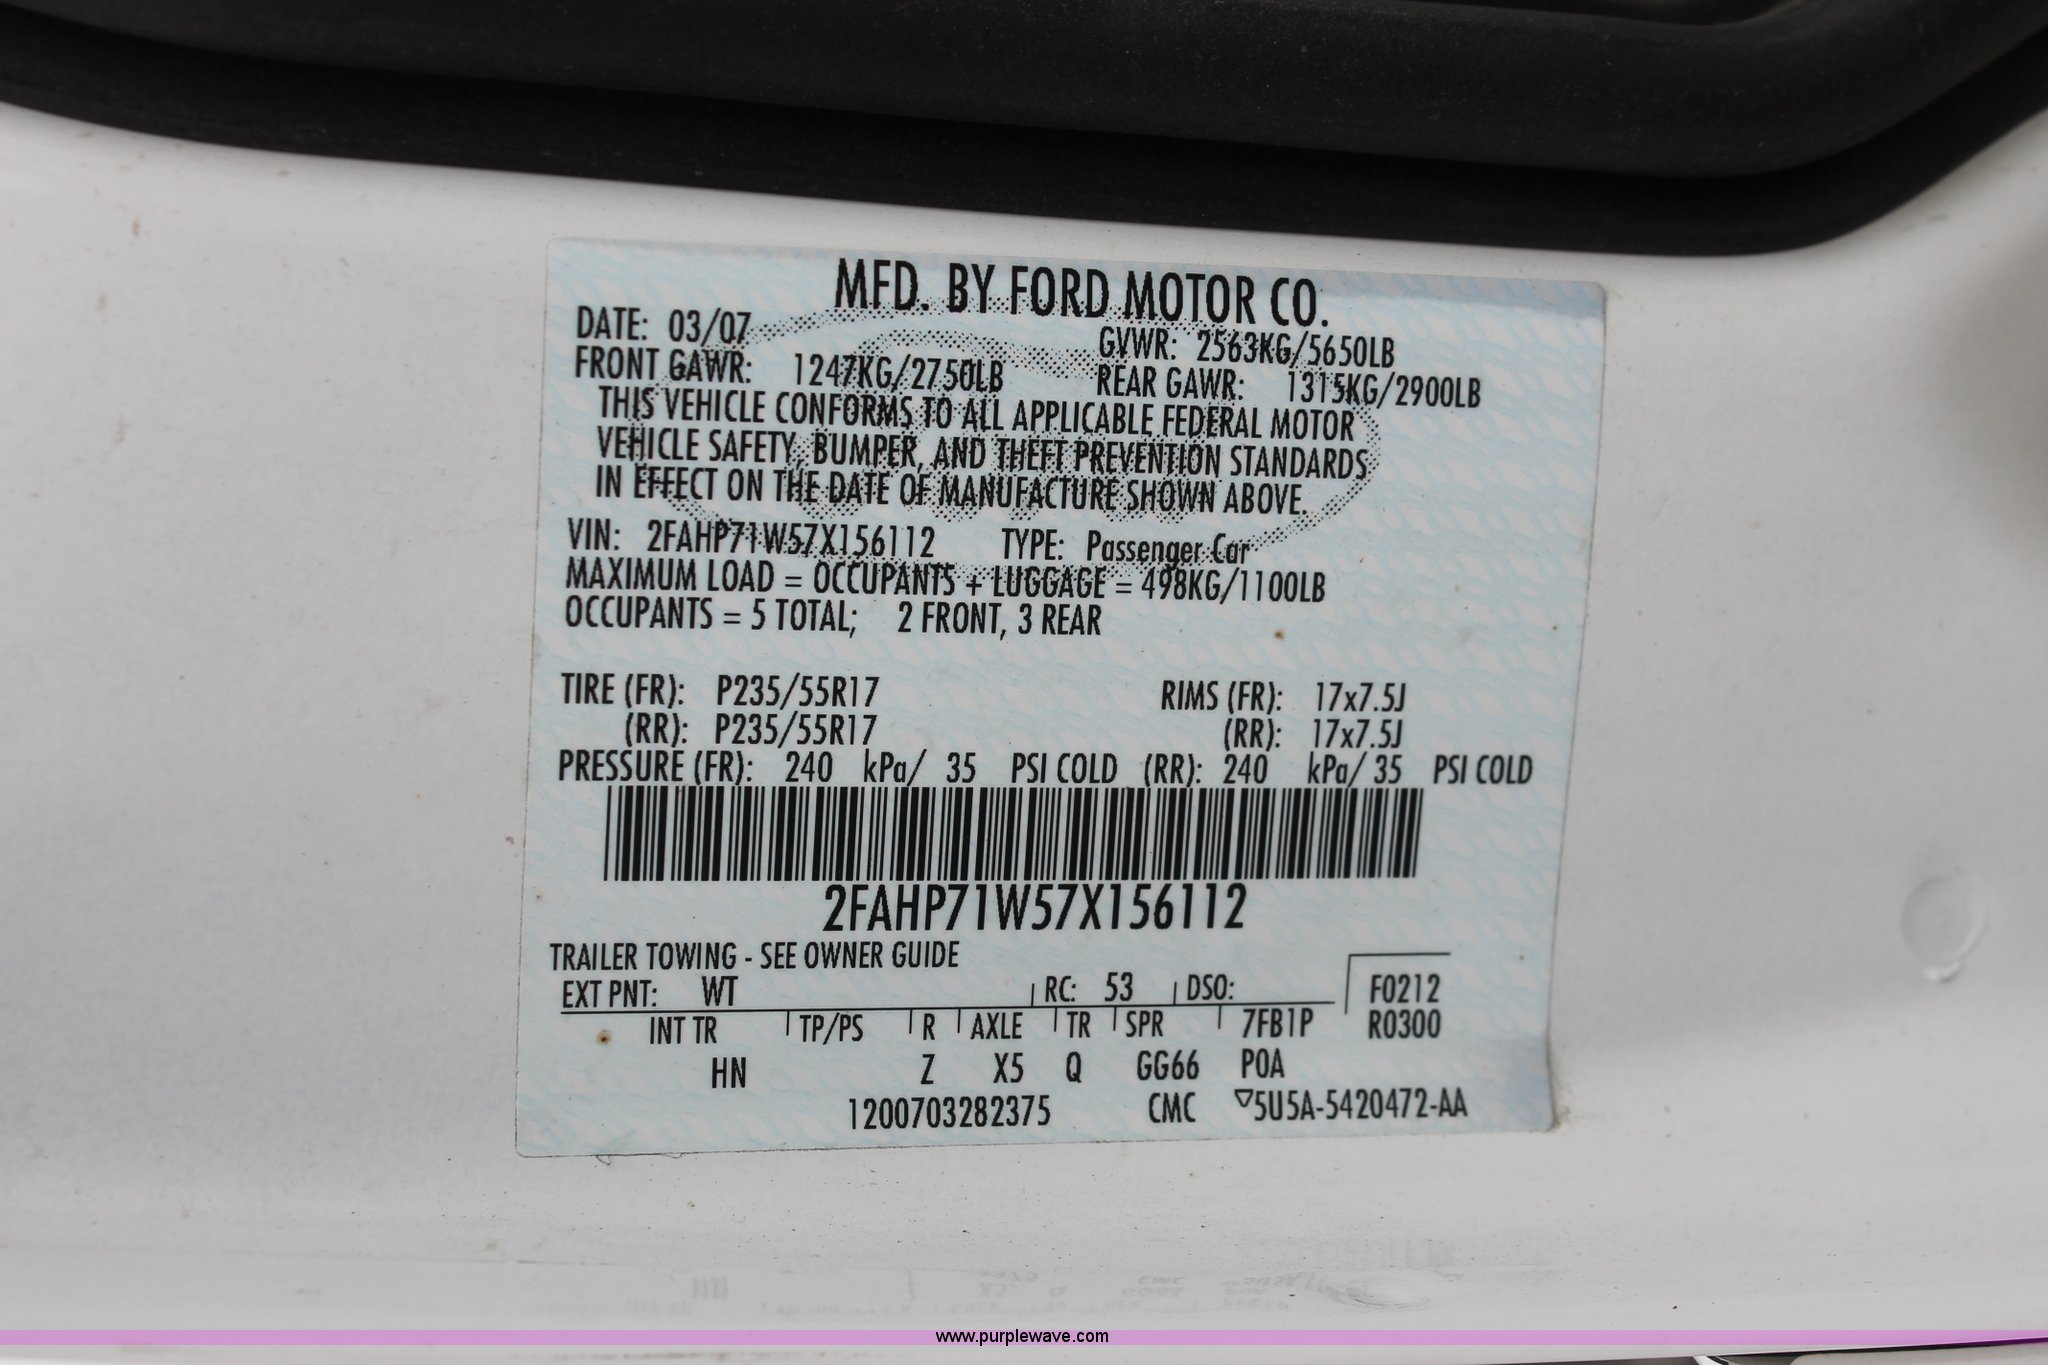 MFD. BY FORD MOTOR CO.
DATE: 03/07 GVWR: 2563KG/5650LB
FRONT GAWR: 1247KG/2750LB REAR GAWR: 1315KG/2900LB
THIS VEHICLE CONFORMS TO ALL APPLICABLE FEDERAL MOTOR
VEHICLE SAFETY, BUMPER, AND THEFT PREVENTION STANDARDS
IN EFFECT ON THE DATE OF MANUFACTURE SHOWN ABOVE.
VIN: 2FAHP71W57X156112 TYPE: Passenger Car
MAXIMUM LOAD = OCCUPANTS + LUGGAGE = 498KG/1100LB
OCCUPANTS = 5 TOTAL; 2 FRONT, 3 REAR
TIRE (FR): P235/55R17 RIMS (FR): 17x7.5J
(RR): P235/55R17 (RR): 17x7.5J
PRESSURE (FR): 240 kPa/ 35 PSI COLD (RR): 240 kPa/ 35 PSI COLD
2FAHP71W57X156112
TRAILER TOWING - SEE OWNER GUIDE
EXT PNT: WT RC: 53 DSO: F0212
INT TR TP/PS R AXLE TR SPR 7FB1P R0300
HN Z X5 Q GG66 POA
1200703282375 CMC ▽5U5A-5420472-AA
www.purplewave.com